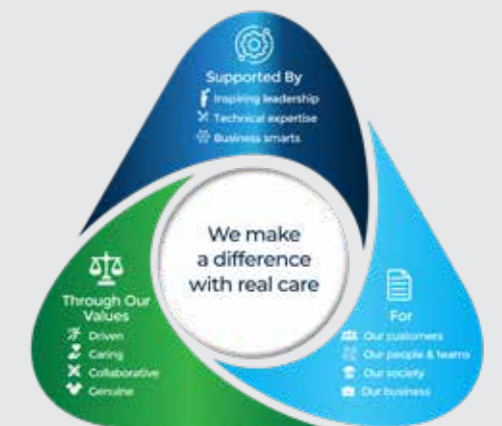 Supported By
Inspiring leadership
Technical expertise
Business smarts
We make
a difference
with real care
Through Our
Values
Driven
Caring
Collaborative
Genuine
For
Our customers
Our people & teams
Our society
Our business